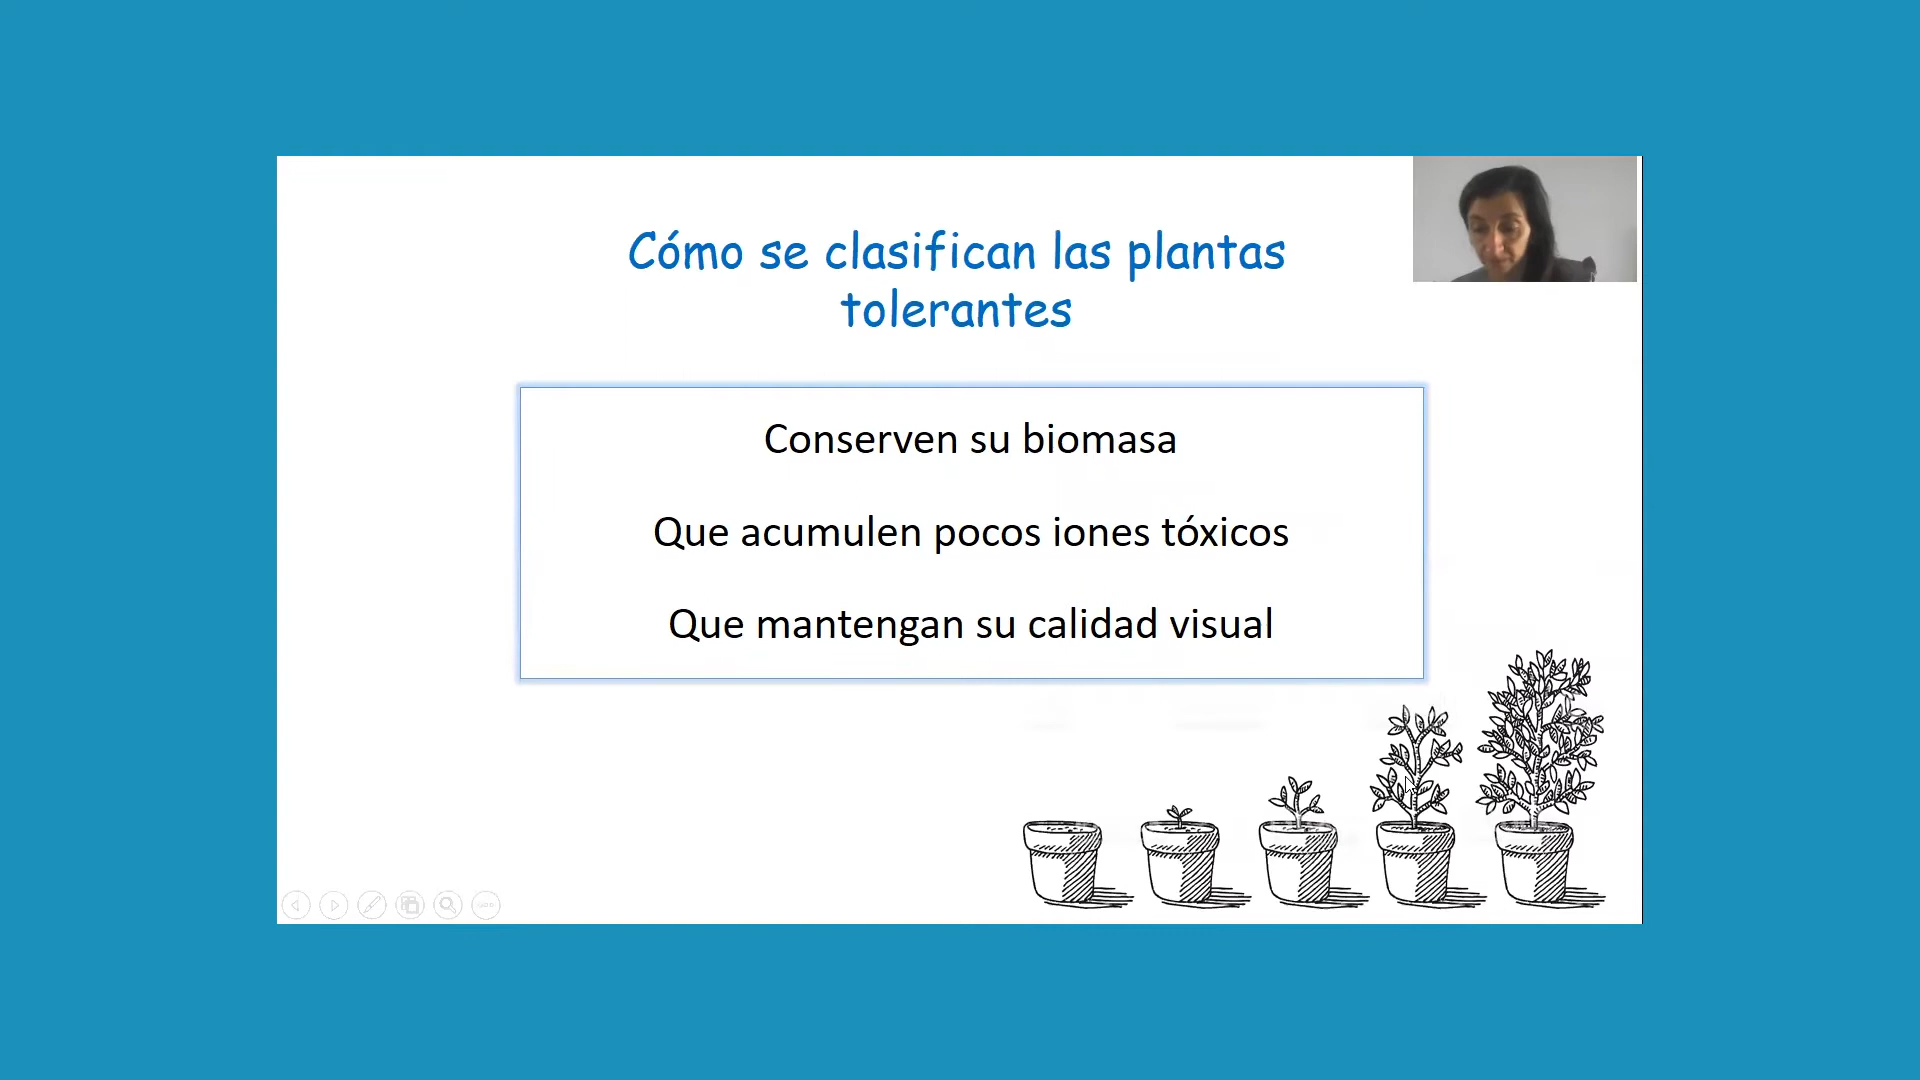 Cómo se clasifican las plantas
tolerantes
Conserven su biomasa
Que acumulen pocos iones tóxicos
Que mantengan su calidad visual